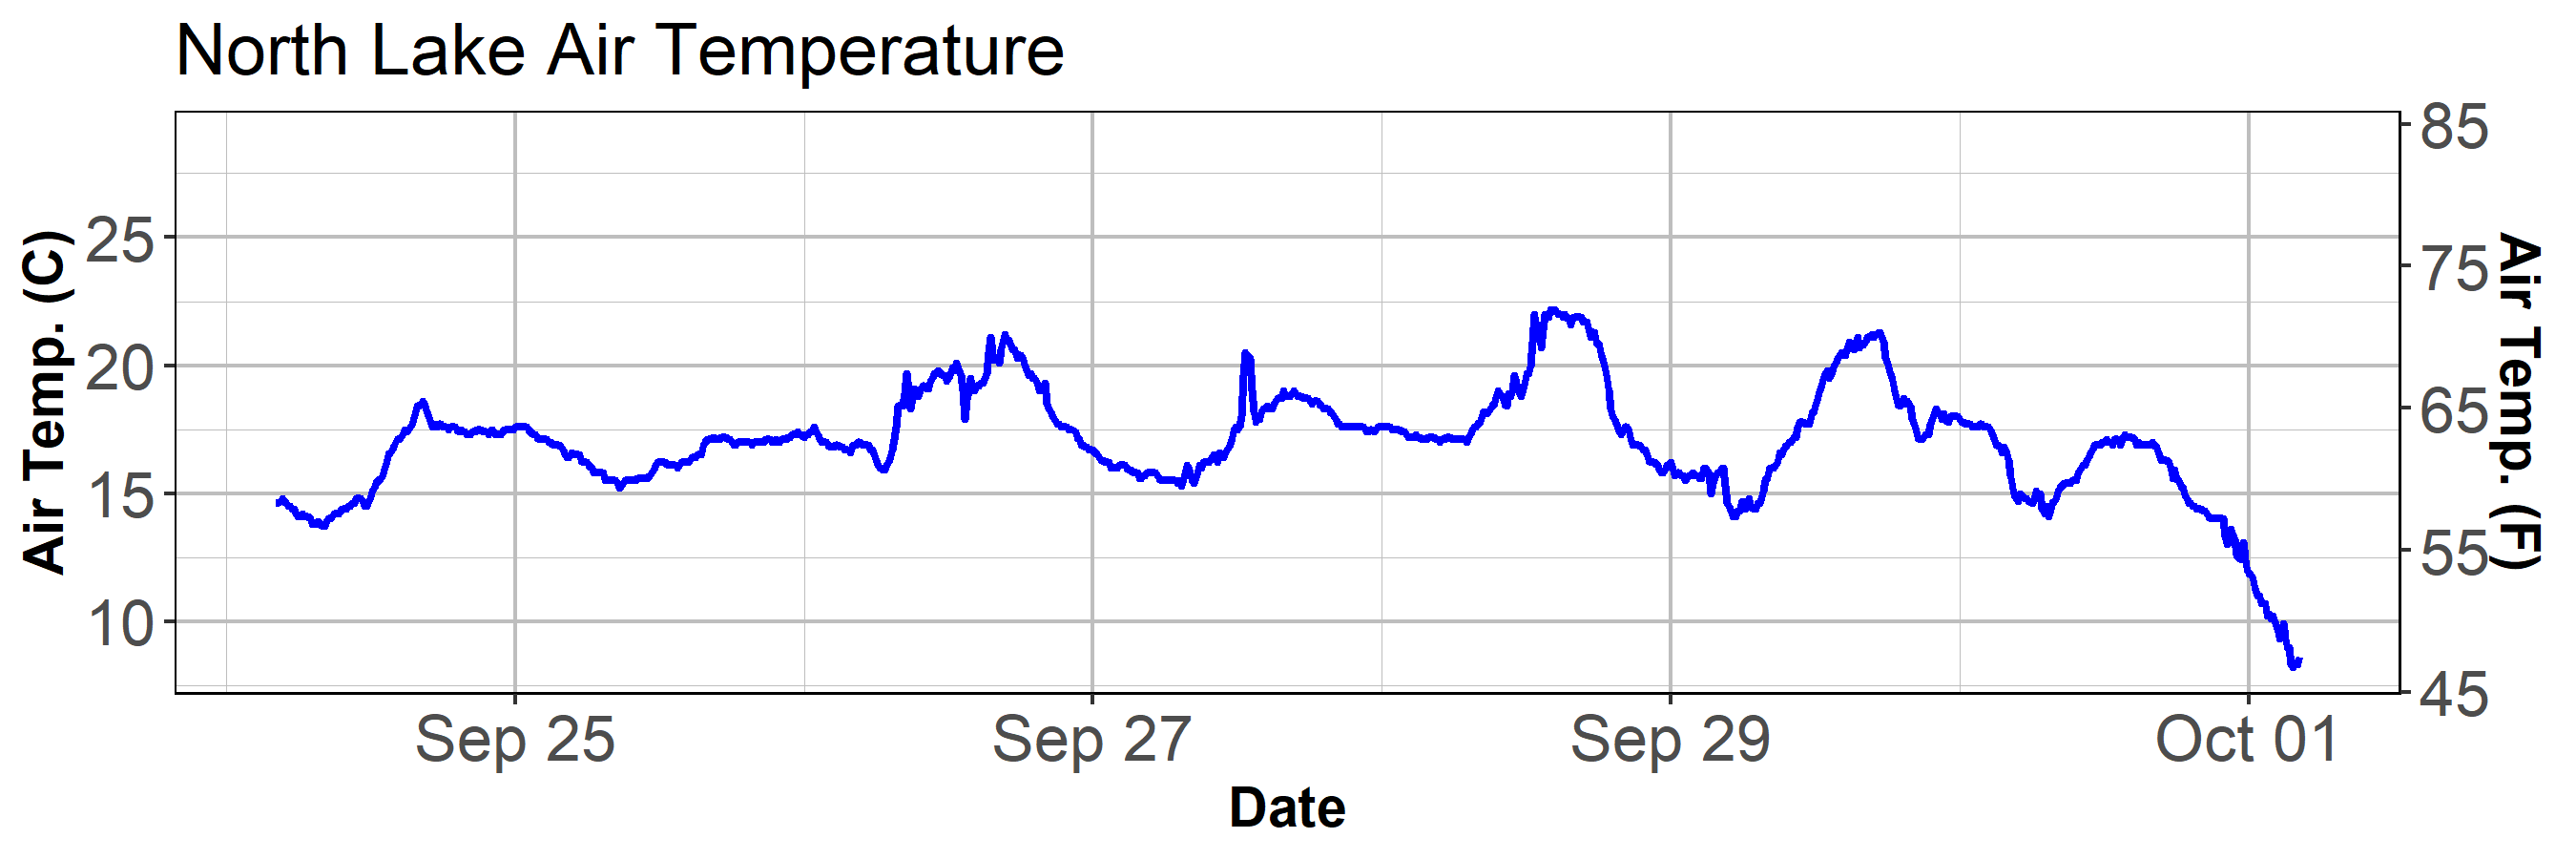 North Lake Air Temperature
85
25
75
20
65
15
55
10
45
Air Temp. (C)
Air Temp. (F)
Sep 25
Sep 27
Sep 29
Oct 01
Date